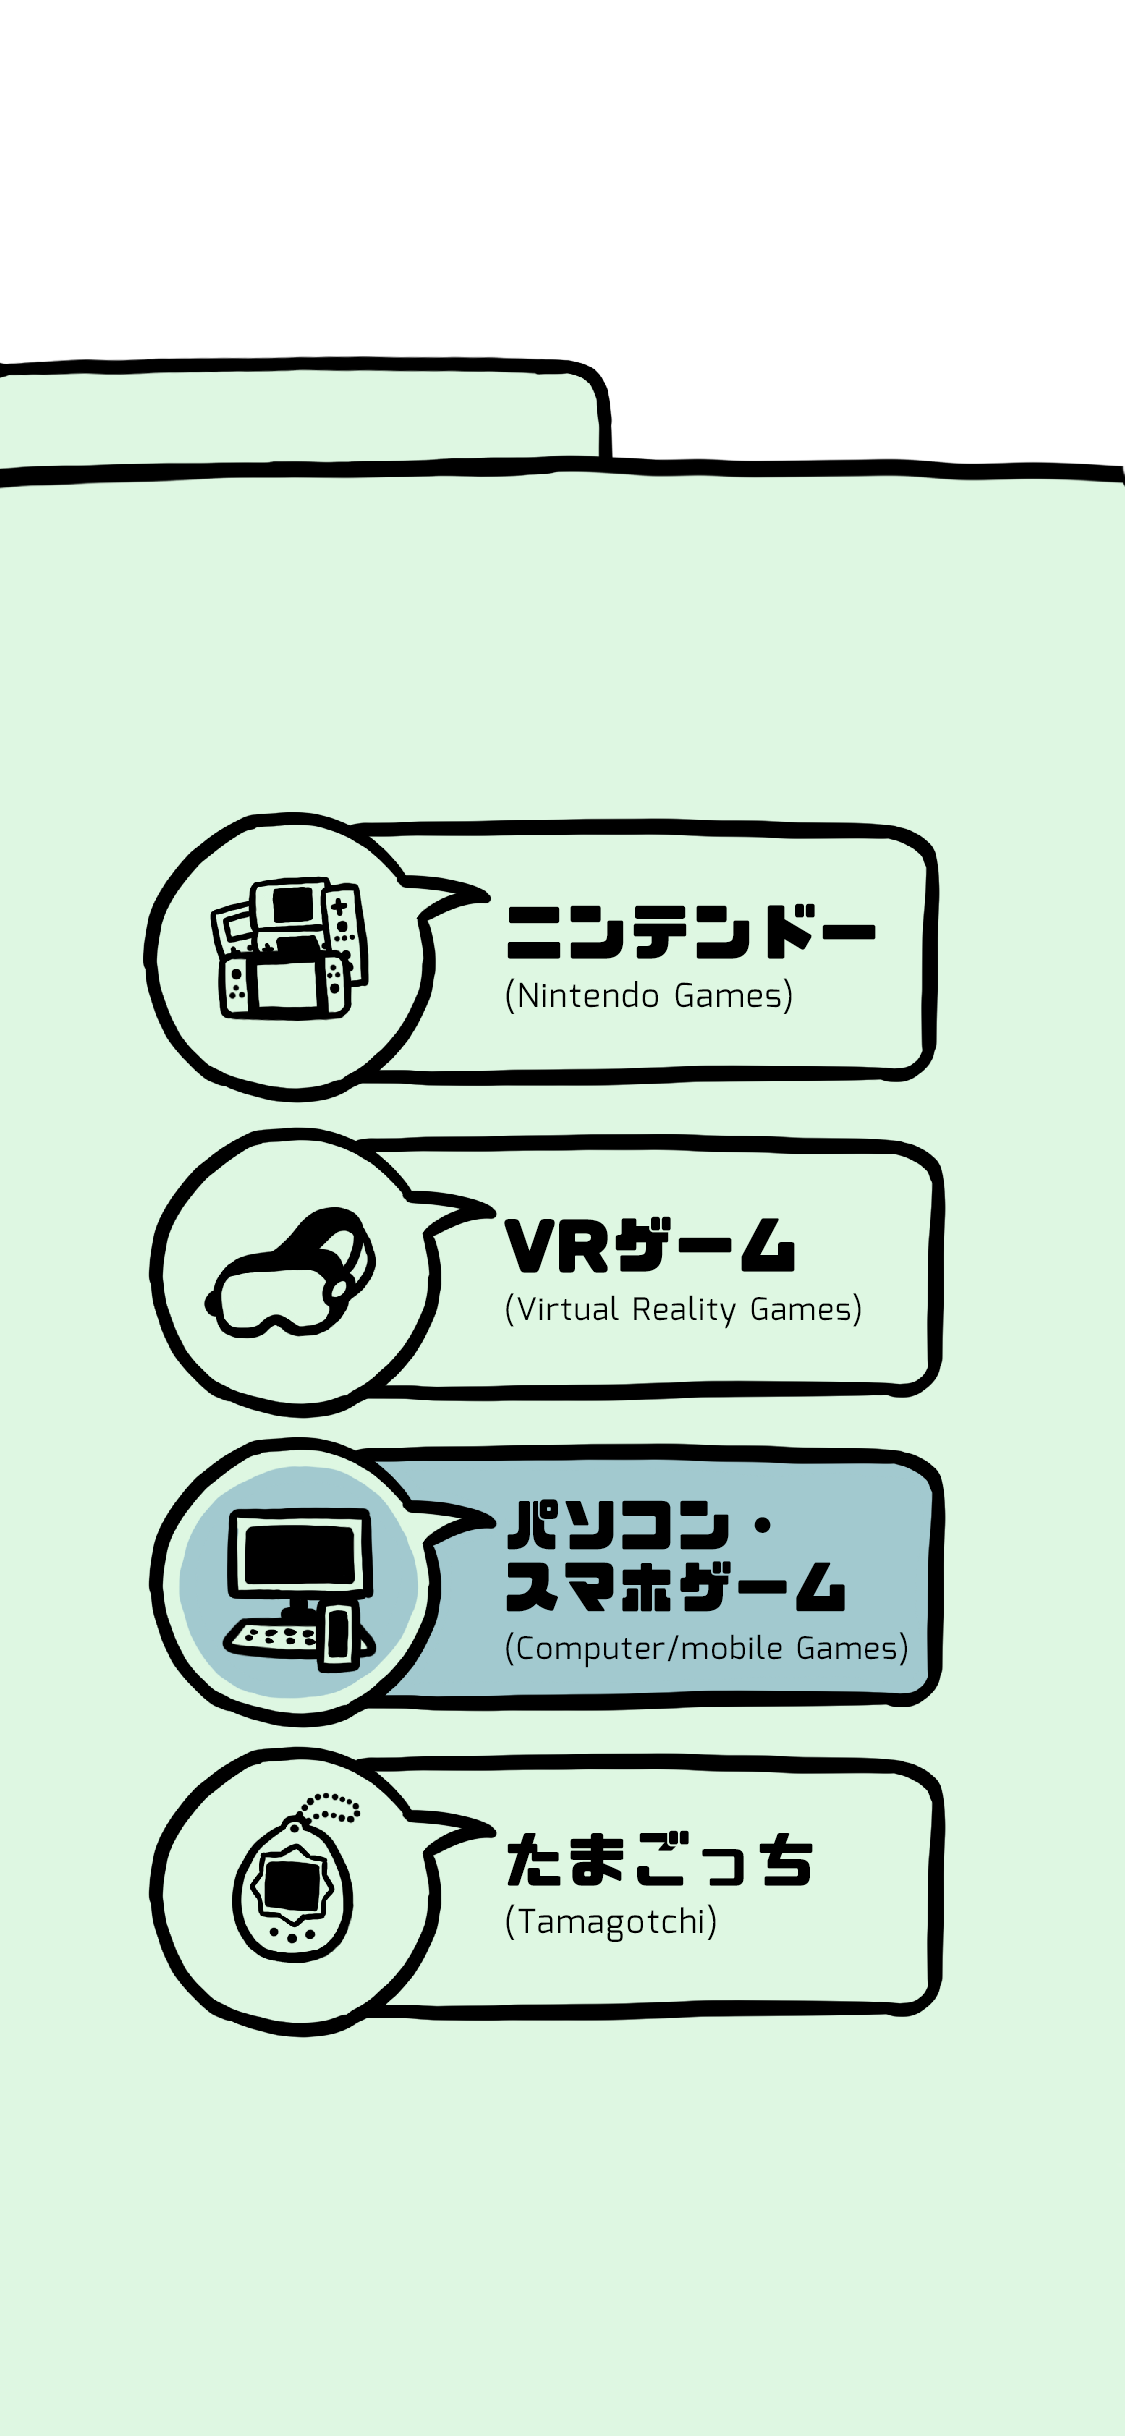 ニンテンドー
(Nintendo Games)
VRゲーム
(Virtual Reality Games)
パソコン・
スマホゲーム
(Computer/mobile Games)
たまごっち
(Tamagotchi)